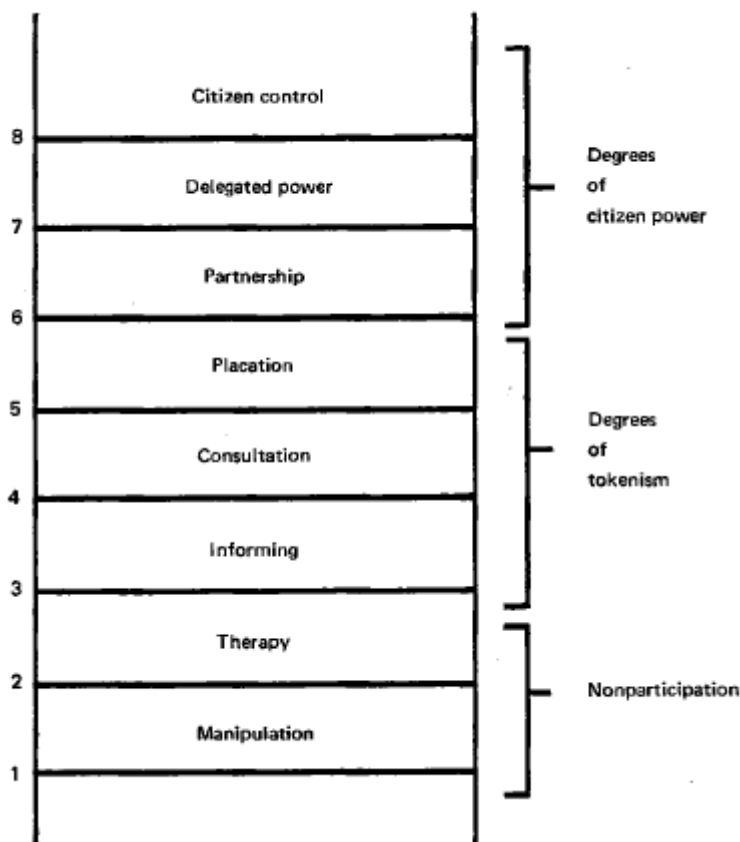 Citizen control
8
Delegated power
7
Partnership
6
Placation
5
Consultation
4
Informing
3
Therapy
2
Manipulation
1
Degrees
of
citizen power
Degrees
of
tokenism
Nonparticipation